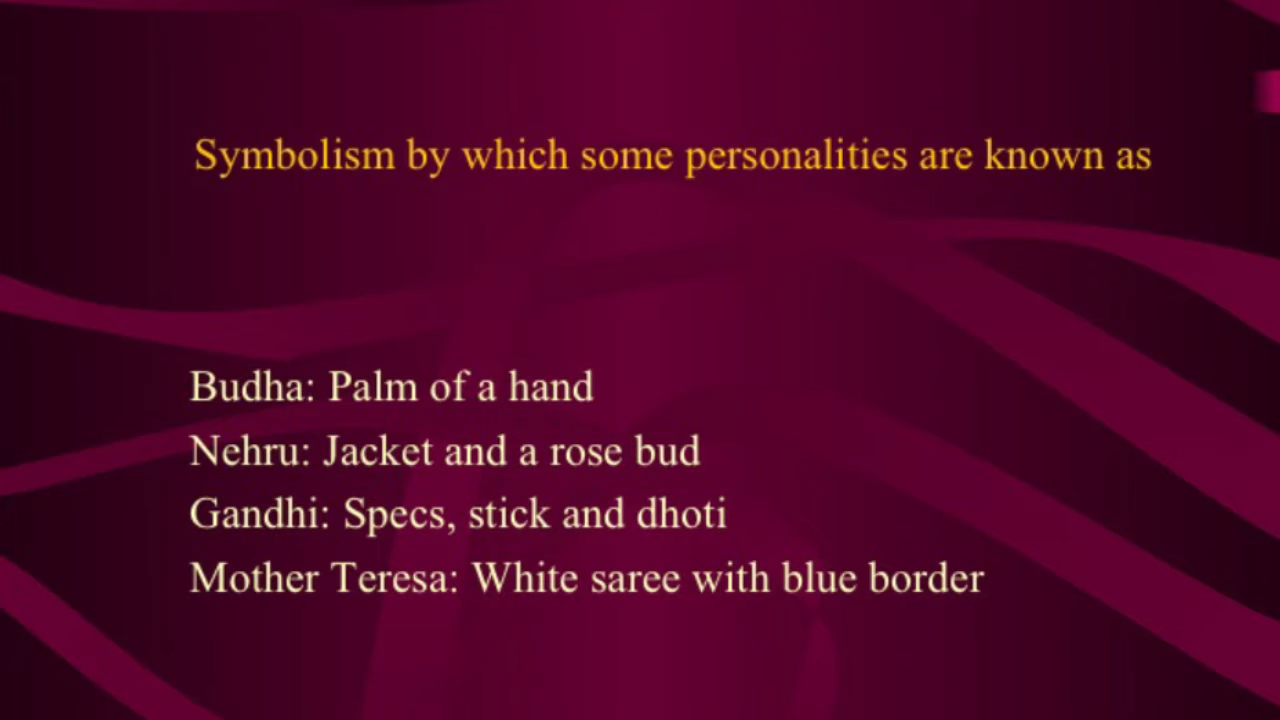 Symbolism by which some personalities are known as
Budha: Palm of a hand
Nehru: Jacket and a rose bud
Gandhi: Specs, stick and dhoti
Mother Teresa: White saree with blue border